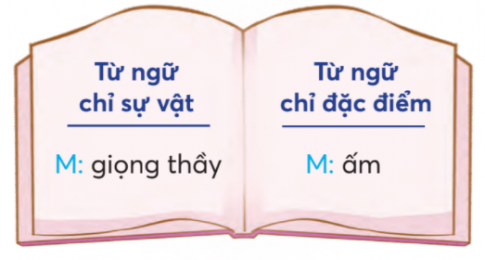 Từ ngữ
chỉ sự vật
M: giọng thầy
Từ ngữ
chỉ đặc điểm
M: ấm